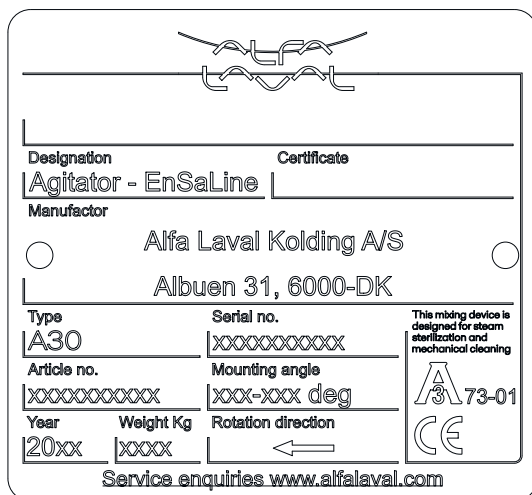 ALFA
LAVAL
Designation Certificate
Agitator - EnSaLine
Manufactor
Alfa Laval Kolding A/S
Albuen 31, 6000-DK
Type Serial no.
A30 xxxxxxxxxx
This mixing device is
designed for steam
sterilization and
mechanical cleaning
Article no. Mounting angle
xxxxxxxxxxx xxx-xxx deg
A3 73-01
Year Weight Kg Rotation direction
20xx xxxx
CE
Service enquiries www.alfalaval.com